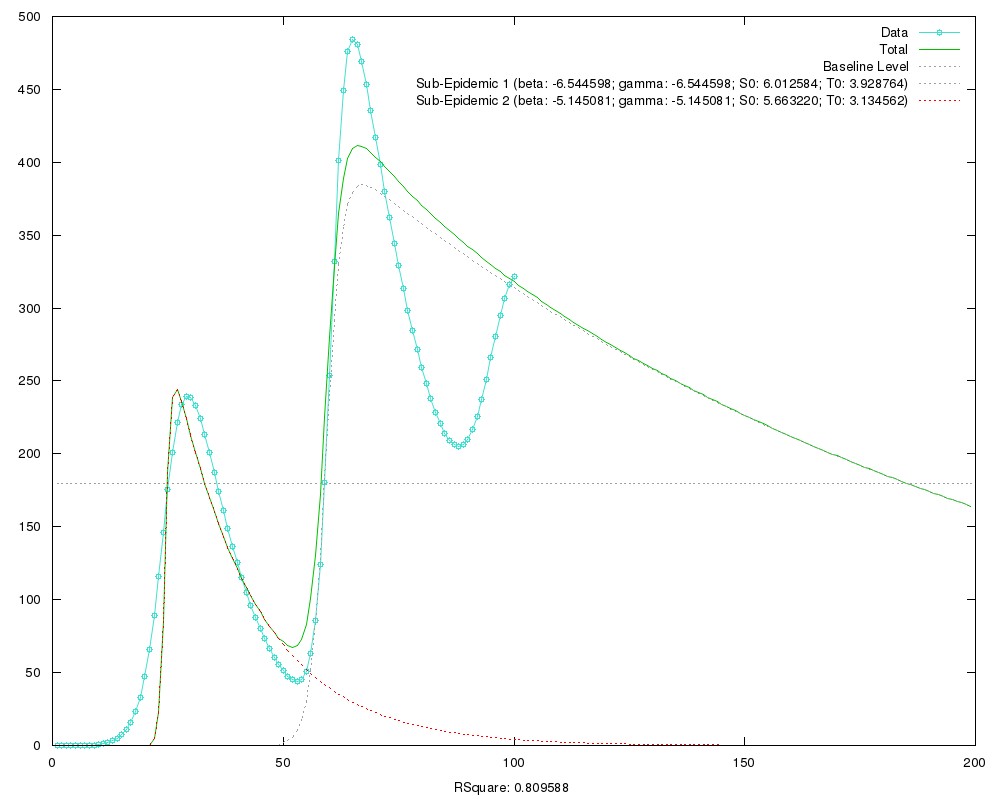 500
450
400
350
300
250
200
150
100
50
0
Data
Total
Baseline Level
Sub-Epidemic 1 (beta: -6.544598; gamma: -6.544598; S0: 6.012584; T0: 3.928764)
Sub-Epidemic 2 (beta: -5.145081; gamma: -5.145081; S0: 5.663220; T0: 3.134562)
0 50 100 150 200
RSquare: 0.809588